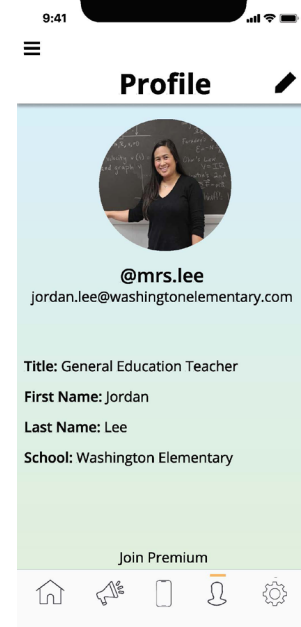 9:41
Profile
@mrs.lee
jordan.lee@washingtonelementary.com
Title: General Education Teacher
First Name: Jordan
Last Name: Lee
School: Washington Elementary
Join Premium